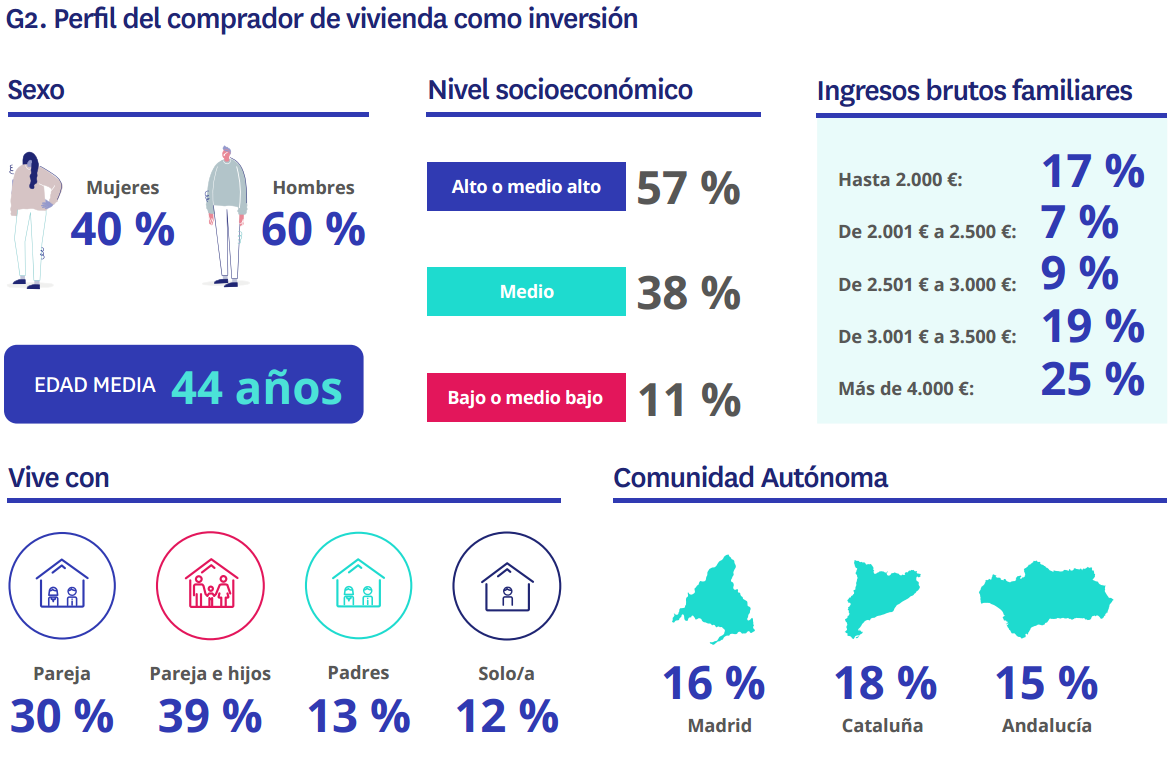 G2. Perfil del comprador de vivienda como inversión
Sexo
Mujeres
40 %
Hombres
60 %
EDAD MEDIA 44 años
Nivel socioeconómico
Alto o medio alto 57 %
Medio 38 %
Bajo o medio bajo 11 %
Ingresos brutos familiares
Hasta 2.000 €: 17 %
De 2.001 € a 2.500 €: 7 %
De 2.501 € a 3.000 €: 9 %
De 3.001 € a 3.500 €: 19 %
Más de 4.000 €: 25 %
Vive con
Pareja
30 %
Pareja e hijos
39 %
Padres
13 %
Solo/a
12 %
Comunidad Autónoma
16 %
Madrid
18 %
Cataluña
15 %
Andalucía